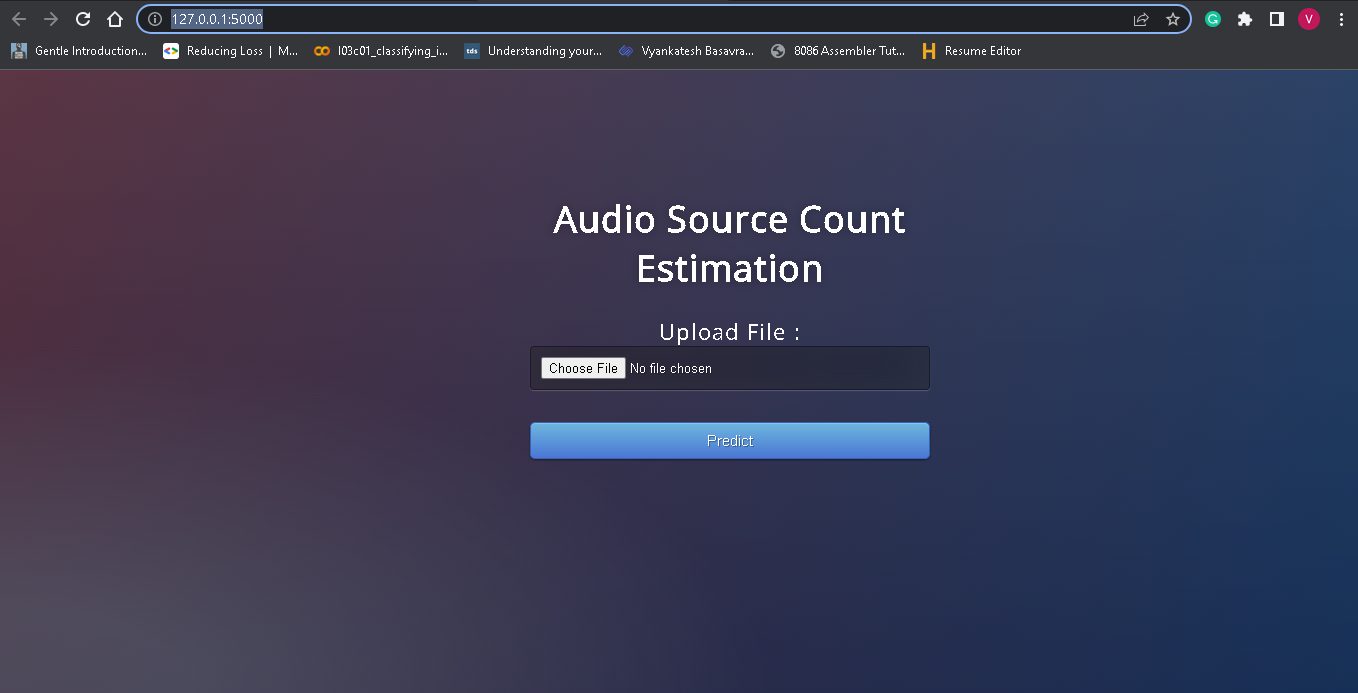 127.0.0.1:5000
V
Gentle Introduction... Reducing Loss | M... l03c01_classifying_i... tds Understanding your... Vyankatesh Basavra... 8086 Assembler Tut... H Resume Editor
Audio Source Count
Estimation
Upload File :
Choose File No file chosen
Predict